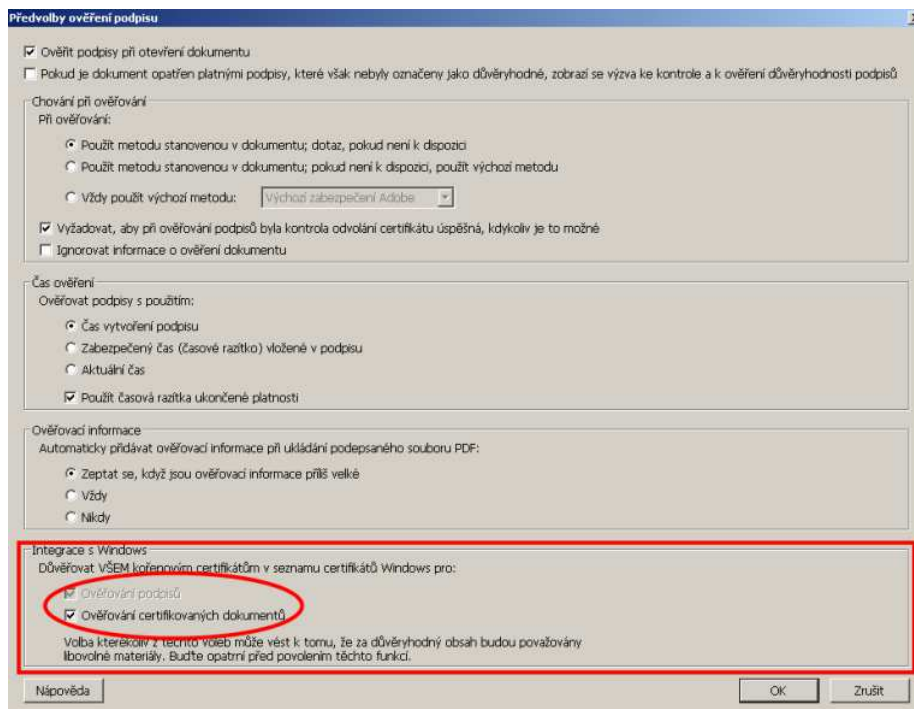 Předvolby ověření podpisu
Ověřit podpisy při otevření dokumentu
Pokud je dokument opatřen platnými podpisy, které však nebyly označeny jako důvěryhodné, zobrazí se výzva ke kontrole a k ověření důvěryhodnosti podpisů
Chování při ověřování
Při ověřování:
Použít metodu stanovenou v dokumentu; dotaz, pokud není k dispozici
Použít metodu stanovenou v dokumentu; pokud není k dispozici, použít výchozí metodu
Vždy použít výchozí metodu: Výchozí zabezpečení Adobe
Vyžadovat, aby při ověřování podpisů byla kontrola odvolání certifikátu úspěšná, kdykoliv je to možné
Ignorovat informace o ověření dokumentu
Čas ověření
Ověřovat podpisy s použitím:
Čas vytvoření podpisu
Zabezpečený čas (časové razítko) vložené v podpisu
Aktuální čas
Použít časová razítka ukončené platnosti
Ověřovací informace
Automaticky přidávat ověřovací informace při ukládání podepsaného souboru PDF:
Zeptat se, když jsou ověřovací informace příliš velké
Vždy
Nikdy
Integrace s Windows
Důvěřovat VŠEM kořenovým certifikátům v seznamu certifikátů Windows pro:
Ověřování podpisů
Ověřování certifikovaných dokumentů
Volba kterékoliv z těchto voleb může vést k tomu, že za důvěryhodný obsah budou považovány
libovolné materiály. Buďte opatrní před povolením těchto funkcí.
Nápověda OK Zrušit